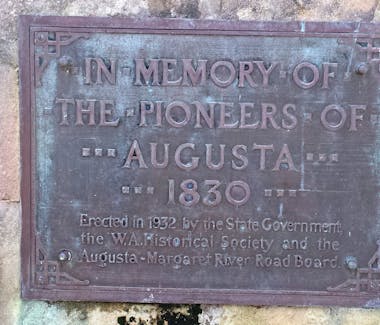 IN · MEMORY · OF
THE · PIONEERS · OF
AUGUSTA
1830
Erected in 1932 by the State Government,
the W.A. Historical Society and the
Augusta-Margaret River Road Board.